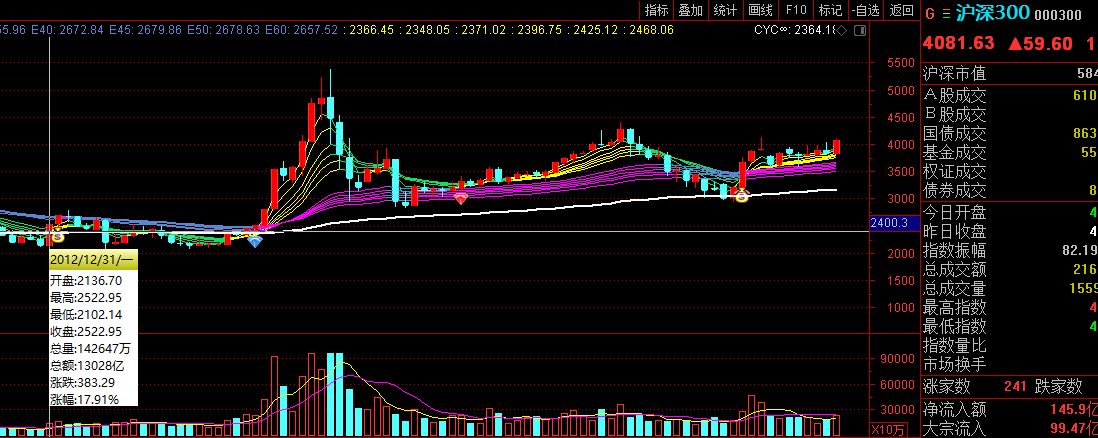 指标 叠加 统计 画线 F10 标记 -自选 返回
G 沪深300 000300
55.96 E40: 2672.84 E45: 2679.86 E50: 2678.63 E60: 2657.52 : 2366.45 : 2348.05 : 2371.02 : 2396.75 : 2425.12 : 2468.06 CYC∞: 2364.18
4081.63 ▲59.60 1
沪深市值 584
A股成交 610
B股成交
国债成交 863
基金成交 55
权证成交
债券成交 8
今日开盘 4
昨日收盘 4
指数振幅 82.19
总成交额 216
总成交量 1559
最高指数 4
最低指数 4
指数量比
市场换手
涨家数 241 跌家数
净流入额 145.9亿
大宗流入 99.47亿
5500
5000
4500
4000
3500
3000
2400.3
2000
1500
1000
90000
60000
30000
X10万
2012/12/31/一
开盘:2136.70
最高:2522.95
最低:2102.14
收盘:2522.95
总量:142647万
总额:13028亿
涨跌:383.29
涨幅:17.91%